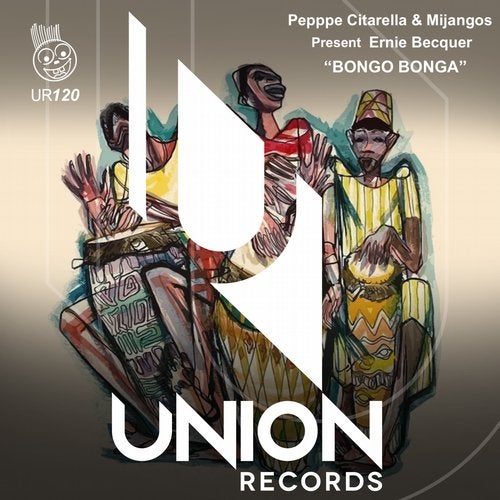 Pepppe Citarella & Mijangos
Present Ernie Becquer
“BONGO BONGA”
UR120
UNION
RECORDS